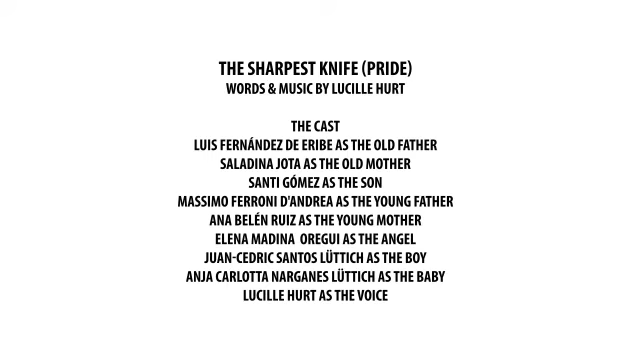 THE SHARPEST KNIFE (PRIDE)
WORDS & MUSIC BY LUCILLE HURT
THE CAST
LUIS FERNÁNDEZ DE ERIBE AS THE OLD FATHER
SALADINA JOTA AS THE OLD MOTHER
SANTI GÓMEZ AS THE SON
MASSIMO FERRONI D'ANDREA AS THE YOUNG FATHER
ANA BELÉN RUIZ AS THE YOUNG MOTHER
ELENA MADINA  OREGUI AS THE ANGEL
JUAN-CEDRIC SANTOS LÜTTICH AS THE BOY
ANJA CARLOTTA NARGANES LÜTTICH AS THE BABY
LUCILLE HURT AS THE VOICE